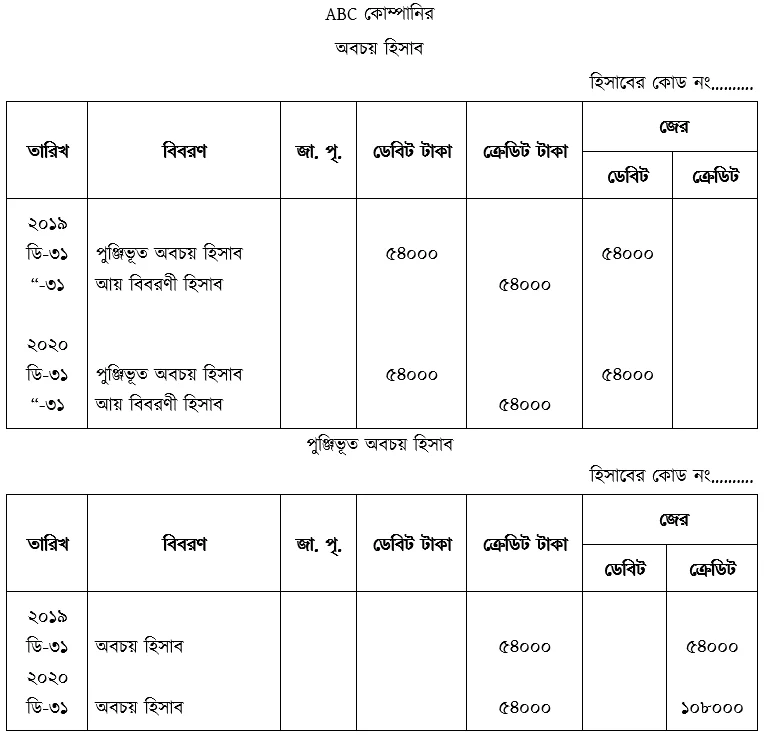 ABC কোম্পানির
অবচয় হিসাব
হিসাবের কোড নং..........
তারিখ বিবরণ জা. পৃ. ডেবিট টাকা ক্রেডিট টাকা জের
ডেবিট ক্রেডিট
২০১৯
ডি-৩১ পুঞ্জিভূত অবচয় হিসাব ৫৪০০০ ৫৪০০০
“-৩১ আয় বিবরণী হিসাব ৫৪০০০
২০২০
ডি-৩১ পুঞ্জিভূত অবচয় হিসাব ৫৪০০০ ৫৪০০০
“-৩১ আয় বিবরণী হিসাব ৫৪০০০
পুঞ্জিভূত অবচয় হিসাব
হিসাবের কোড নং..........
তারিখ বিবরণ জা. পৃ. ডেবিট টাকা ক্রেডিট টাকা জের
ডেবিট ক্রেডিট
২০১৯
ডি-৩১ অবচয় হিসাব ৫৪০০০ ৫৪০০০
২০২০
ডি-৩১ অবচয় হিসাব ৫৪০০০ ১০৮০০০